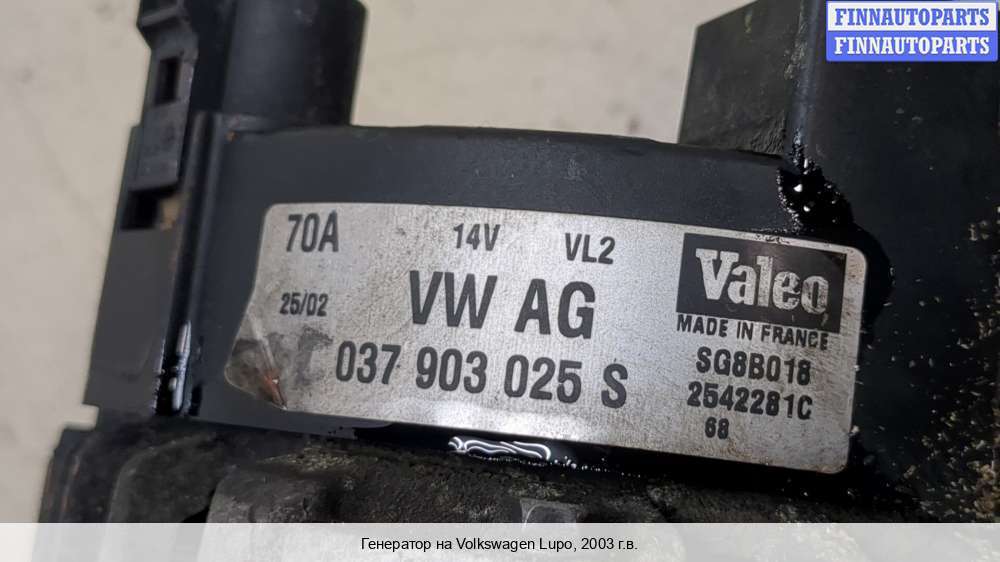 FINNAUTOPARTS
FINNAUTOPARTS
70A 14V VL2
Valeo
25/02 VW AG
MADE IN FRANCE
037 903 025 S
SG8B018
2542281C
68
Генератор на Volkswagen Lupo, 2003 г.в.